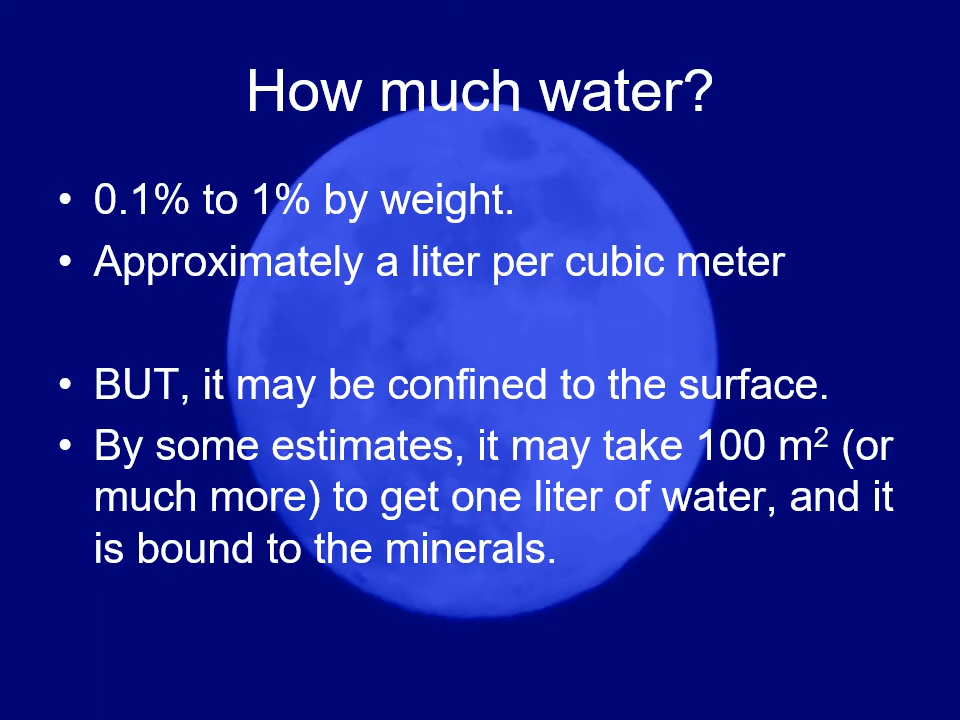 How much water?
• 0.1% to 1% by weight.
• Approximately a liter per cubic meter
• BUT, it may be confined to the surface.
• By some estimates, it may take 100 m² (or
much more) to get one liter of water, and it
is bound to the minerals.